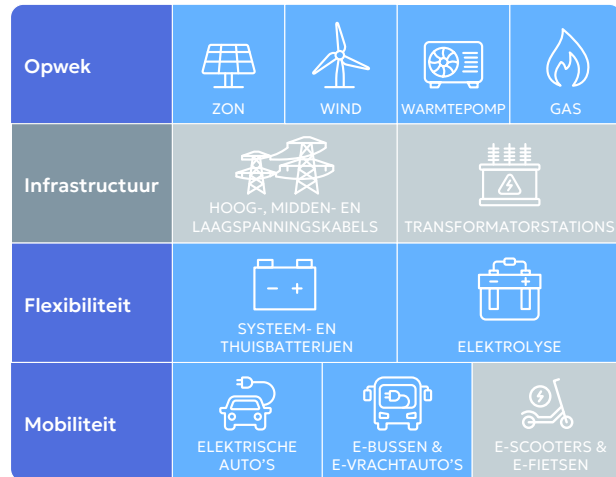 Opwek
ZON
WIND
WARMTEPOMP
GAS
Infrastructuur
HOOG-, MIDDEN- EN
LAAGSPANNINGSKABELS
TRANSFORMATORSTATIONS
Flexibiliteit
SYSTEEM- EN
THUISBATTERIJEN
ELEKTROLYSE
Mobiliteit
ELEKTRISCHE
AUTO'S
E-BUSSEN &
E-VRACHTAUTO'S
E-SCOOTERS &
E-FIETSEN